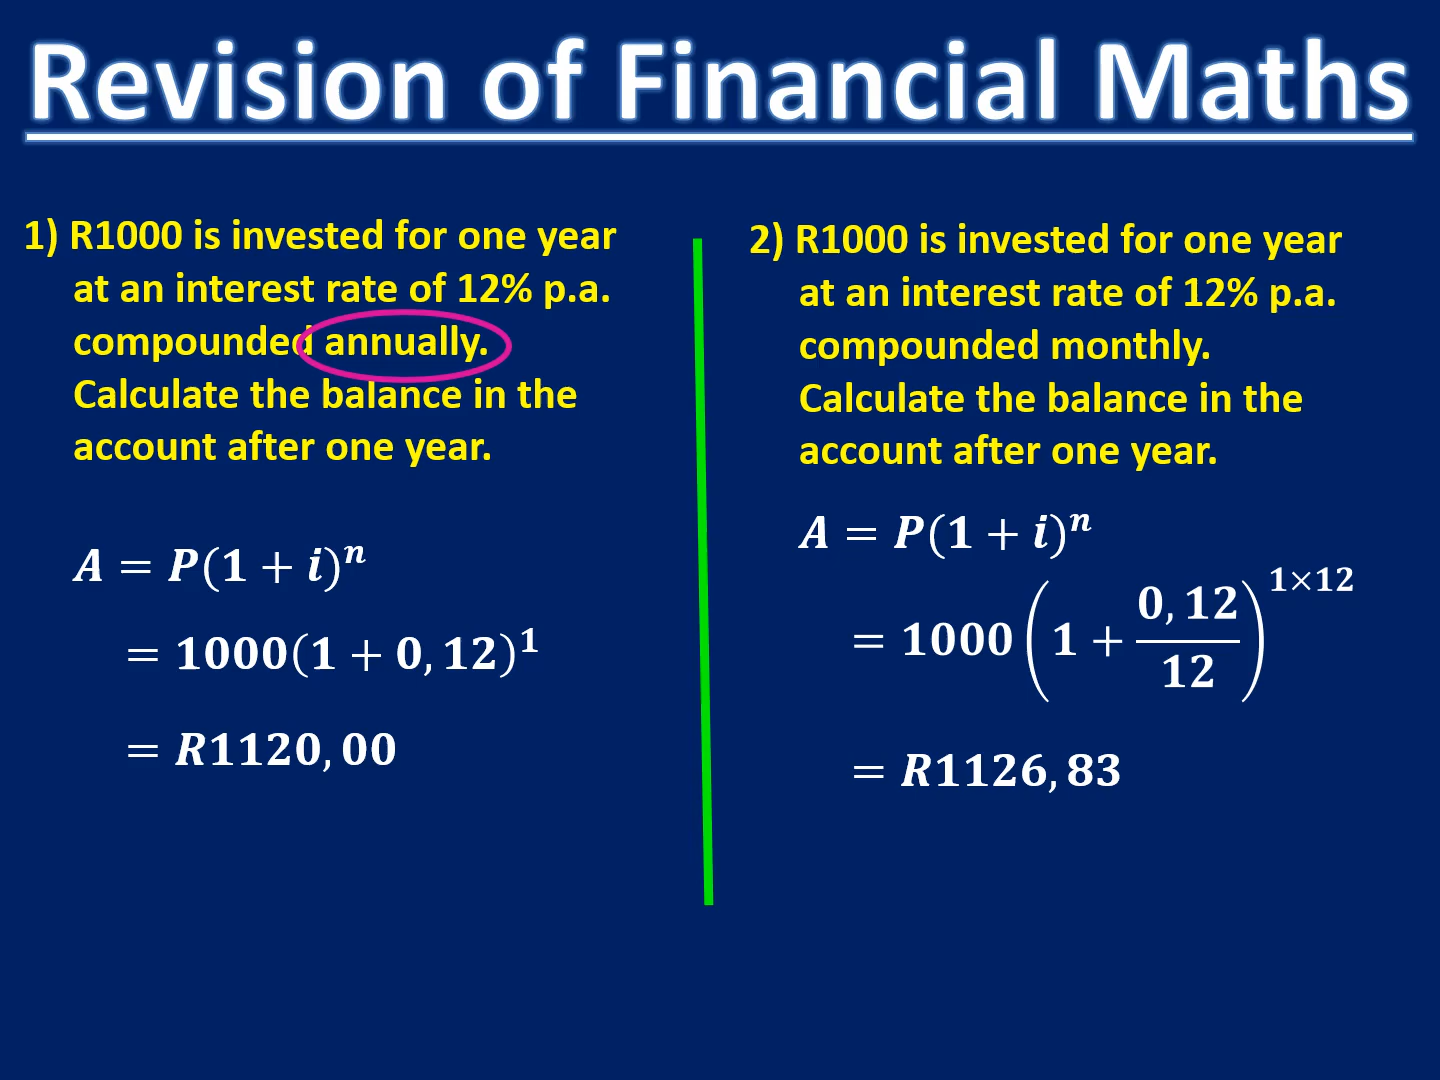 Revision of Financial Maths
1) R1000 is invested for one year
at an interest rate of 12% p.a.
compounded annually.
Calculate the balance in the
account after one year.
A = P(1 + i)ⁿ
= 1000(1 + 0, 12)¹
= R1120, 00
2) R1000 is invested for one year
at an interest rate of 12% p.a.
compounded monthly.
Calculate the balance in the
account after one year.
A = P(1 + i)ⁿ
= 1000 (1 + 0, 12/12)^(1×12)
= R1126, 83